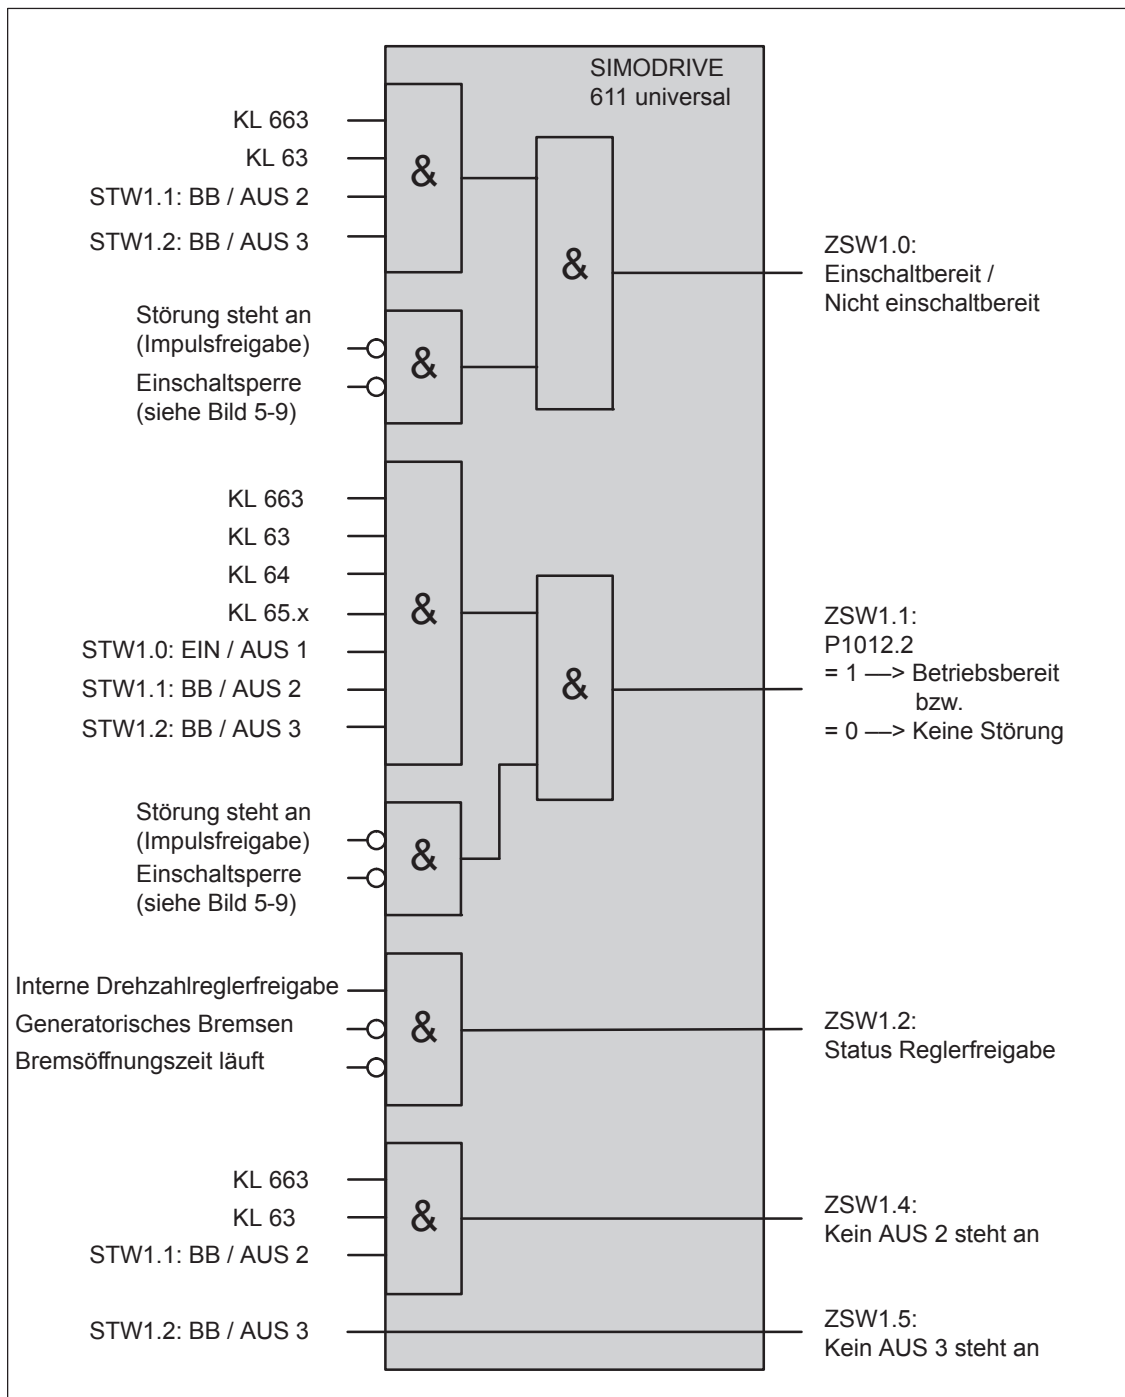 SIMODRIVE
611 universal
KL 663
KL 63
STW1.1: BB / AUS 2
STW1.2: BB / AUS 3
&
&
ZSW1.0:
Einschaltbereit /
Nicht einschaltbereit
Störung steht an
(Impulsfreigabe)
Einschaltsperre
(siehe Bild 5-9)
&
KL 663
KL 63
KL 64
KL 65.x
STW1.0: EIN / AUS 1
STW1.1: BB / AUS 2
STW1.2: BB / AUS 3
&
&
ZSW1.1:
P1012.2
= 1 —> Betriebsbereit
bzw.
= 0 —> Keine Störung
Störung steht an
(Impulsfreigabe)
Einschaltsperre
(siehe Bild 5-9)
&
Interne Drehzahlreglerfreigabe
Generatorisches Bremsen
Bremsöffnungszeit läuft
&
ZSW1.2:
Status Reglerfreigabe
KL 663
KL 63
STW1.1: BB / AUS 2
&
ZSW1.4:
Kein AUS 2 steht an
STW1.2: BB / AUS 3
ZSW1.5:
Kein AUS 3 steht an